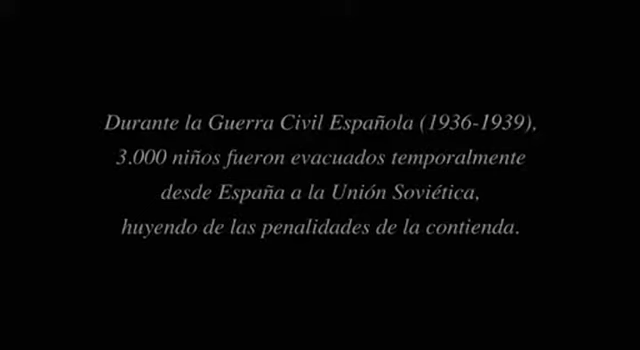 Durante la Guerra Civil Española (1936-1939),
3.000 niños fueron evacuados temporalmente
desde España a la Unión Soviética,
huyendo de las penalidades de la contienda.